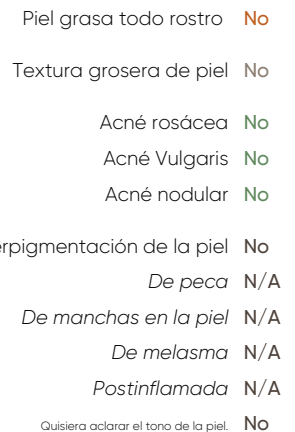 Piel grasa todo rostro No
Textura grosera de piel No
Acné rosácea No
Acné Vulgaris No
Acné nodular No
erpigmentación de la piel No
De peca N/A
De manchas en la piel N/A
De melasma N/A
Postinflamada N/A
Quisiera aclarar el tono de la piel. No